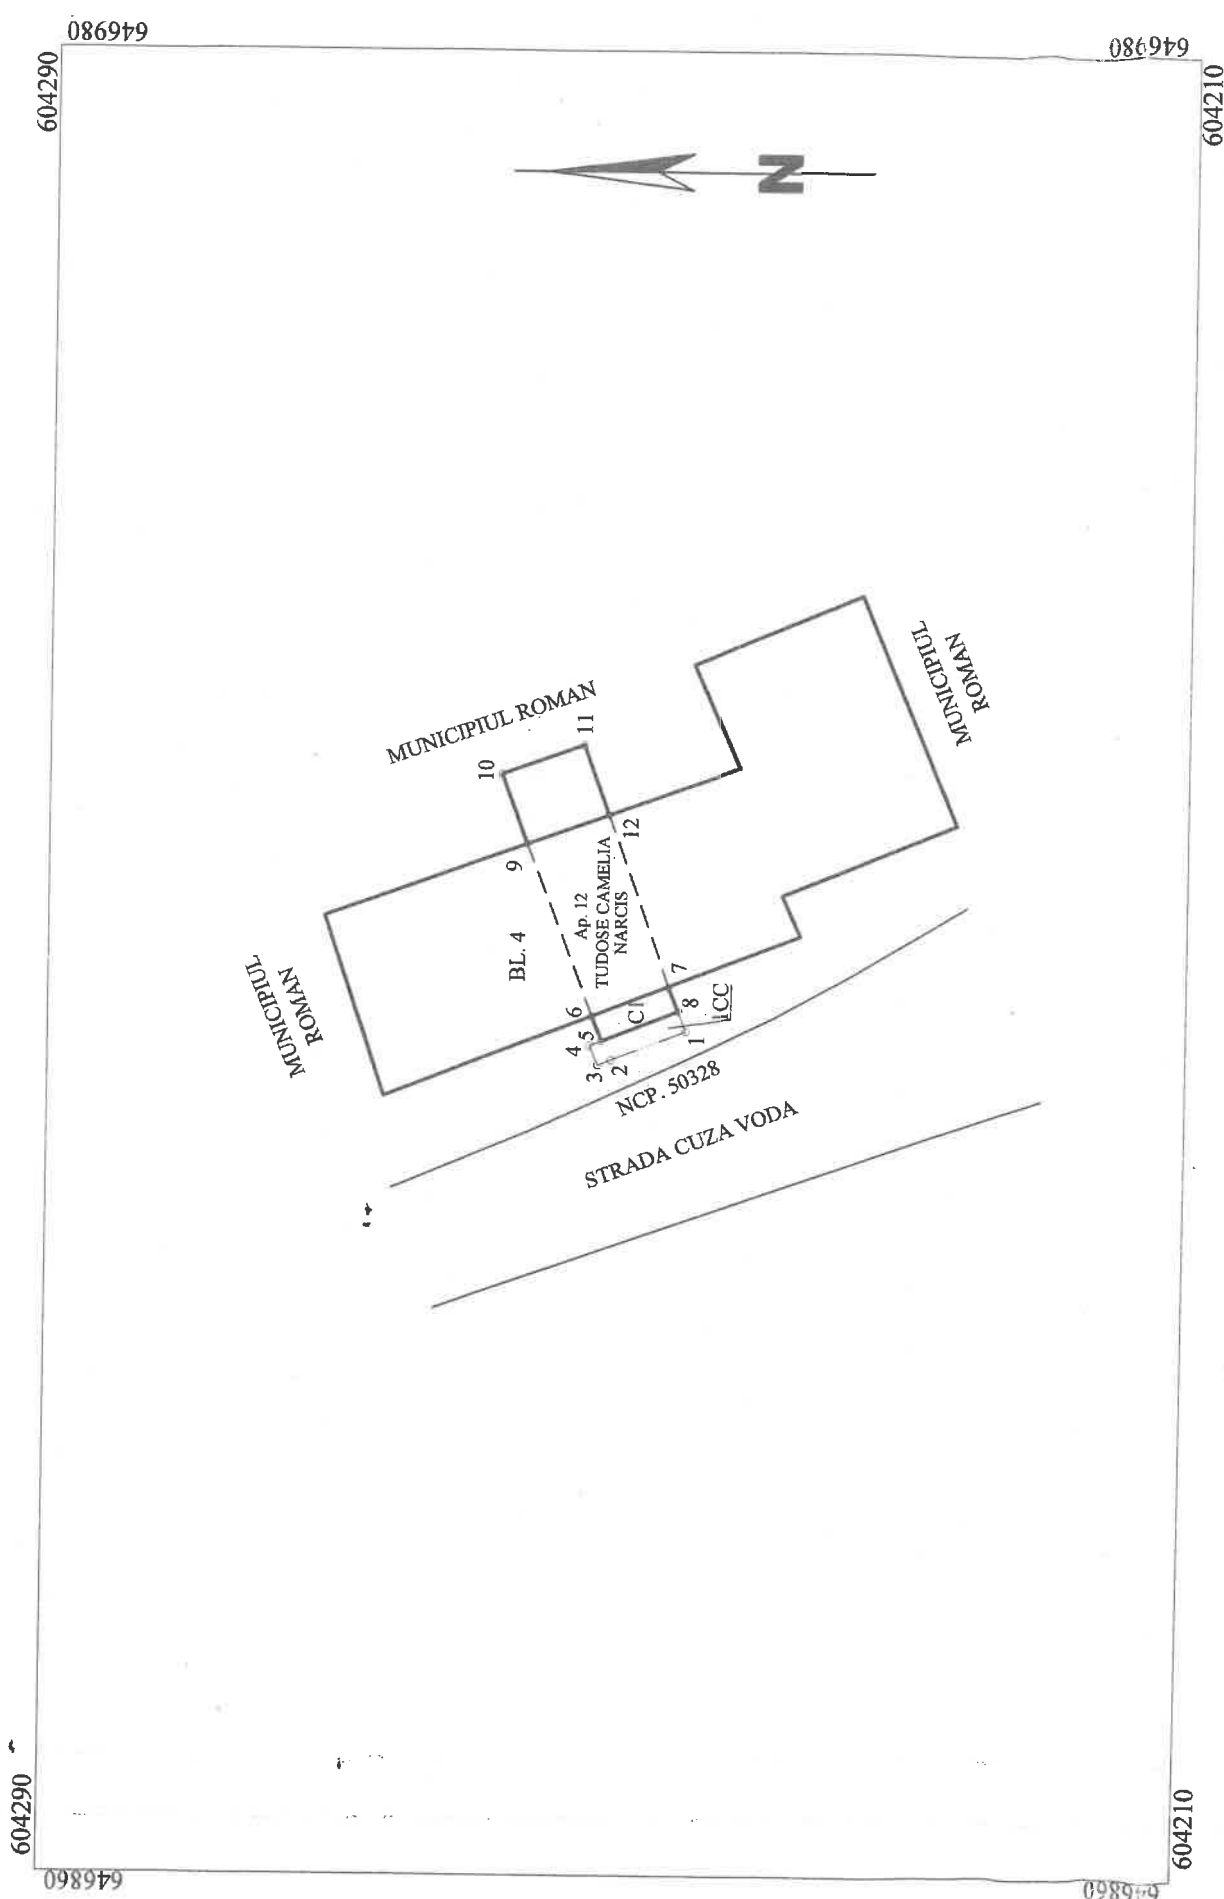 646980
646980
604290
604210
N
MUNICIPIUL ROMAN
MUNICIPIUL
ROMAN
10
11
9
12
BL. 4
Ap. 12
TUDOSE CAMELIA
NARCIS
MUNICIPIUL
ROMAN
6
7
5
C1
8
4
1CC
3
2
1
NCP. 50328
STRADA CUZA VODA
604290
604210
646860
646860